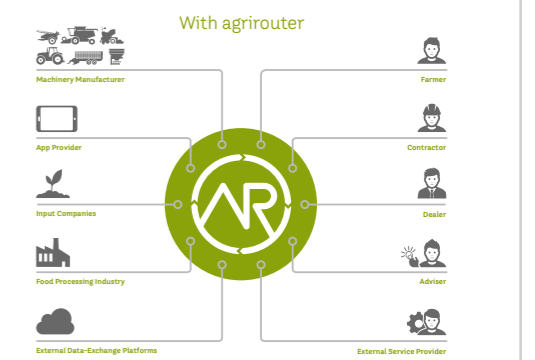 With agrirouter
Machinery Manufacturer
Farmer
App Provider
Contractor
AR
Input Companies
Dealer
Food Processing Industry
Adviser
External Data-Exchange Platforms
External Service Provider